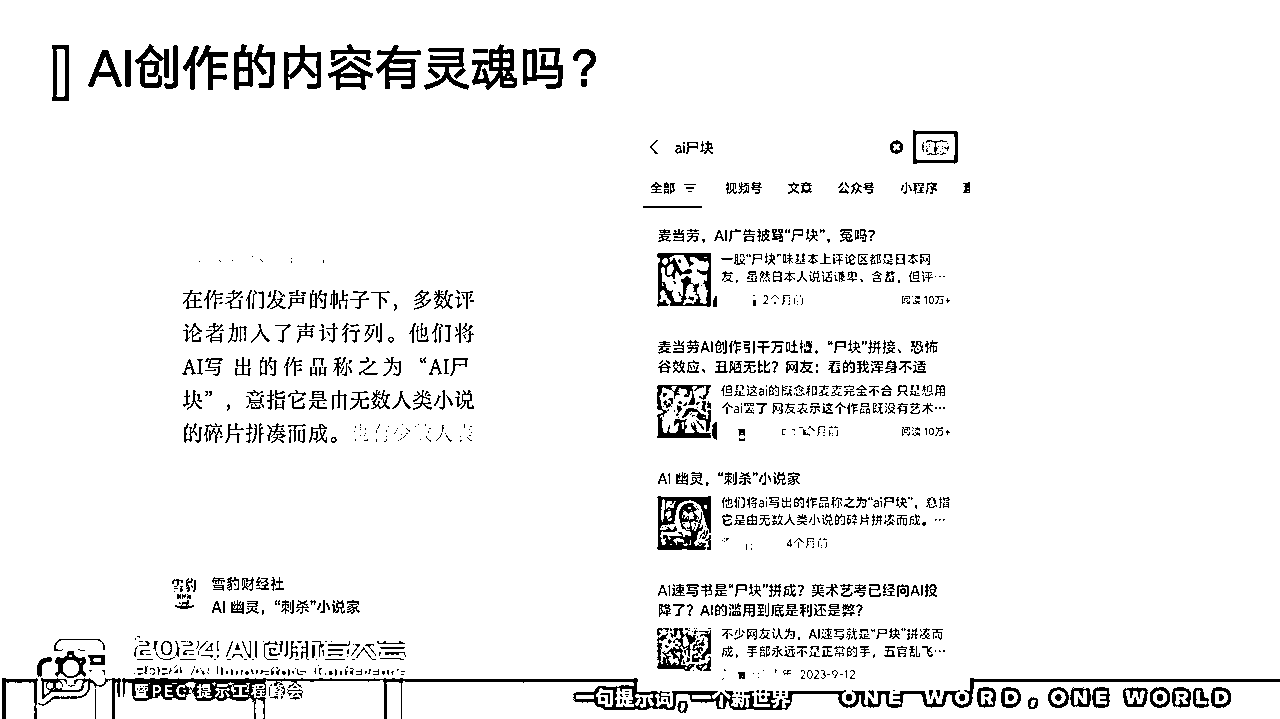 AI创作的内容有灵魂吗？
在作者们发声的帖子下，多数评
论者加入了声讨行列。他们将
AI写出的作品称之为“AI尸
块”，意指它是由无数人类小说
的碎片拼凑而成。也有少数人表
雪豹财经社
AI 幽灵，“刺杀”小说家
ai尸块
搜索
全部 视频号 文章 公众号 小程序
麦当劳，AI广告被骂“尸块”，冤吗？
一股“尸块”味基本上评论区都是日本网
友，虽然日本人说话谦卑、含蓄，但评…
2个月前 阅读 10万+
麦当劳AI创作引千万吐槽，“尸块”拼接、恐怖
谷效应、丑陋无比？网友：看的我浑身不适
但是这ai的概念和麦麦完全不合 只是想用
个ai罢了 网友表示这个作品既没有艺术…
个月前 阅读 10万+
AI 幽灵，“刺杀”小说家
他们将ai写出的作品称之为“ai尸块”，意指
它是由无数人类小说的碎片拼凑而成。…
4个月前
AI速写书是“尸块”拼成？美术艺考已经向AI投
降了？AI的滥用到底是利还是弊？
不少网友认为，AI速写就是“尸块”拼凑而
成，手部永远不是正常的手，五官乱飞…
2023-9-12
2024 AI创新者大会
2024 AI Innovators Conference
暨PEC·提示工程峰会
一句提示词，一个新世界 ONE WORD，ONE WORLD